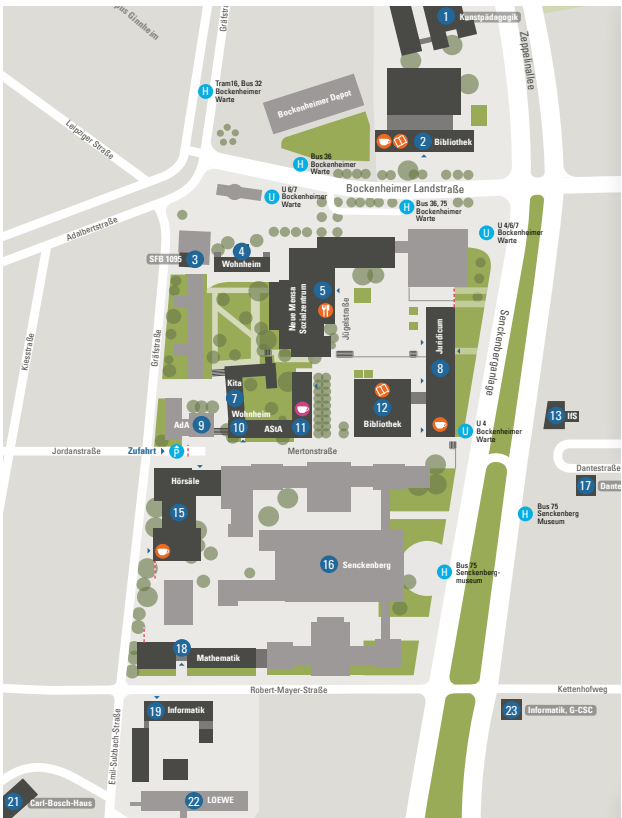 pus Ginnheim
Gräfstr
1
Kunstpädagogik
Zeppelinallee
Tram16, Bus 32
Bockenheimer
Warte
H
Bockenheimer Depot
Leipziger Straße
2
Bibliothek
Bus 36
Bockenheimer
Warte
H
Bockenheimer Landstraße
U 6/7
Bockenheimer
Warte
U
Bus 36, 75
Bockenheimer
Warte
H
U 4/6/7
Bockenheimer
Warte
U
Adalbertstraße
SFB 1095
3
4
Wohnheim
5
Neue Mensa
Sozialzentrum
Jügelstraße
Juridicum
8
Senckenberganlage
Kiesstraße
Gräfstraße
Kita
7
Wohnheim
10
AStA
11
12
Bibliothek
AdA
9
13
IfS
U 4
Bockenheimer
Warte
U
Jordanstraße
Zufahrt
P
Mertonstraße
Dantestraße
17
Dante
Hörsäle
15
Bus 75
Senckenberg
Museum
H
16
Senckenberg
Bus 75
Senckenberg-
museum
H
18
Mathematik
Robert-Mayer-Straße
Kettenhofweg
19
Informatik
23
Informatik, G-CSC
Emil-Sulzbach-Straße
21
Carl-Bosch-Haus
22
LOEWE